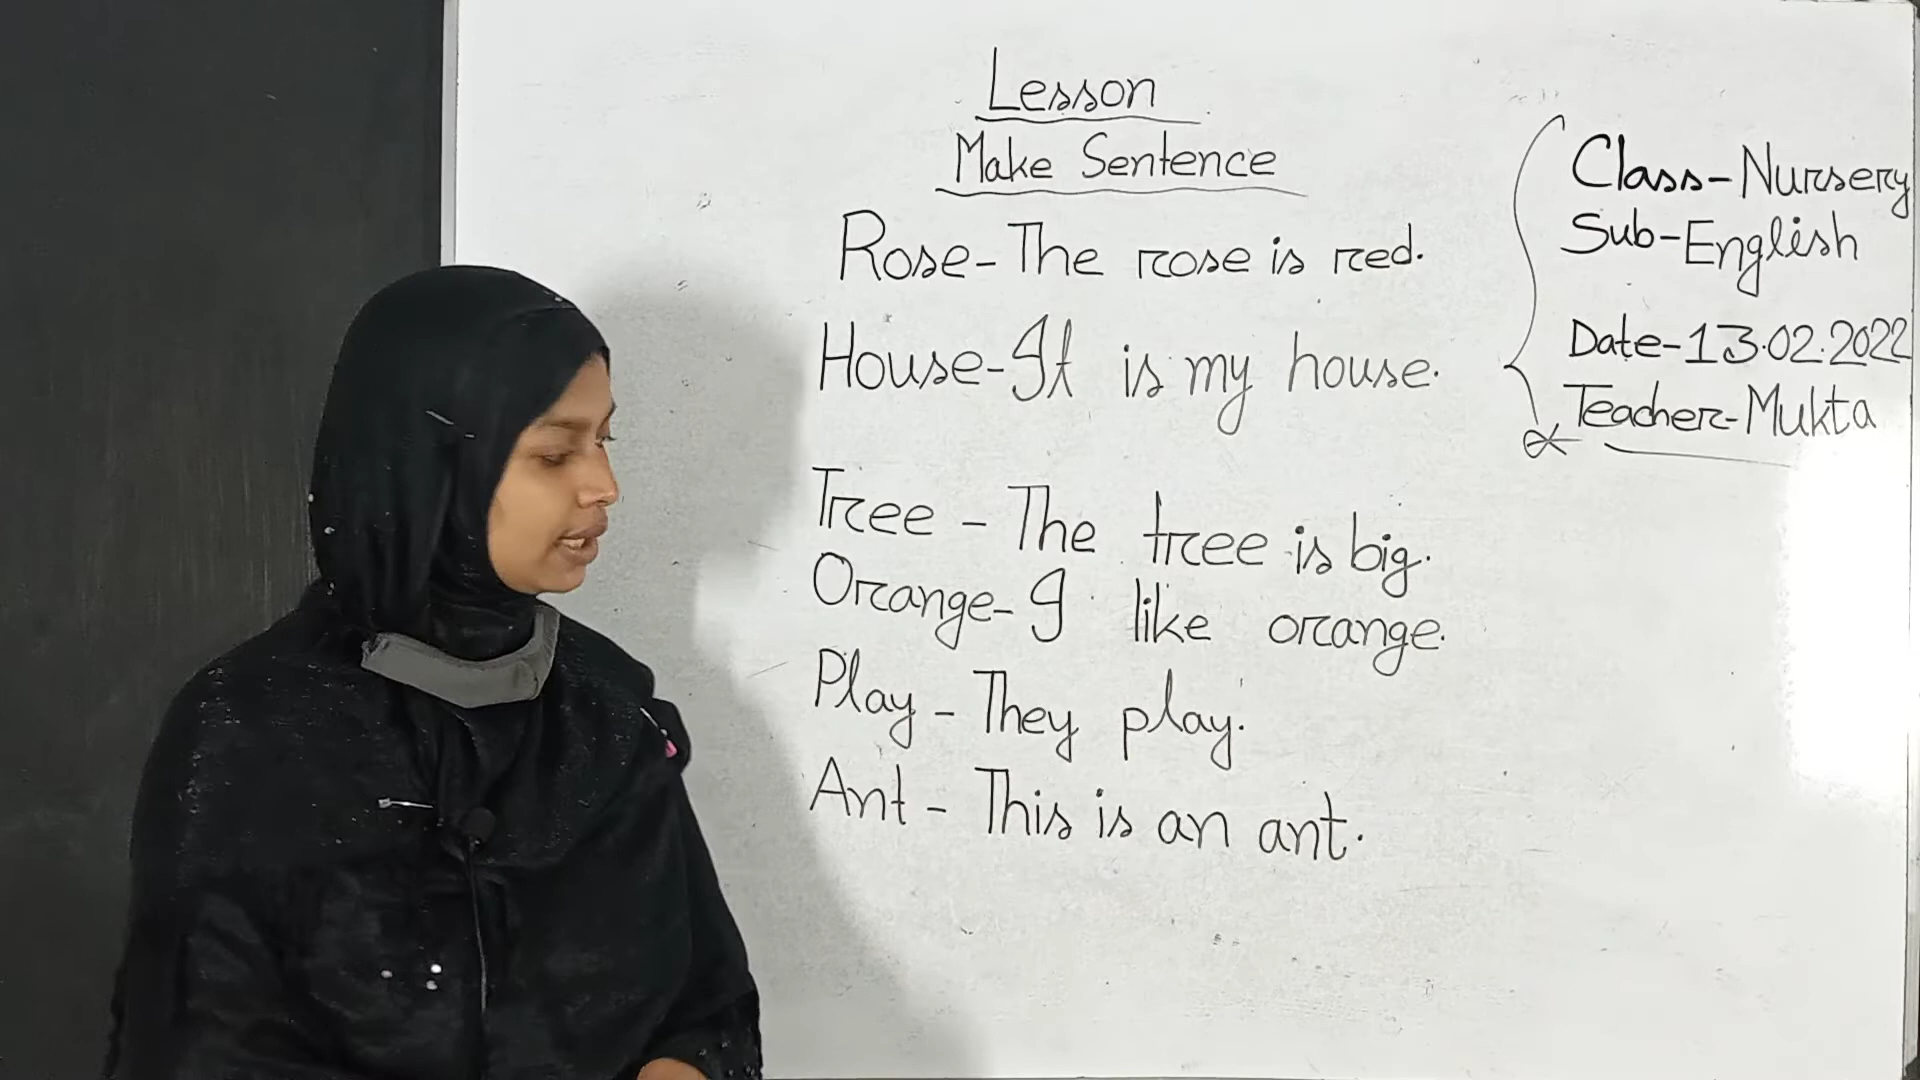 Lesson
Make Sentence
Rose-The rose is red.
House-It is my house.
Tree - The tree is big.
Orange-I like orange.
Play - They play.
Ant - This is an ant.
Class-Nursery
Sub-English
Date-13.02.2022
Teacher-Mukta